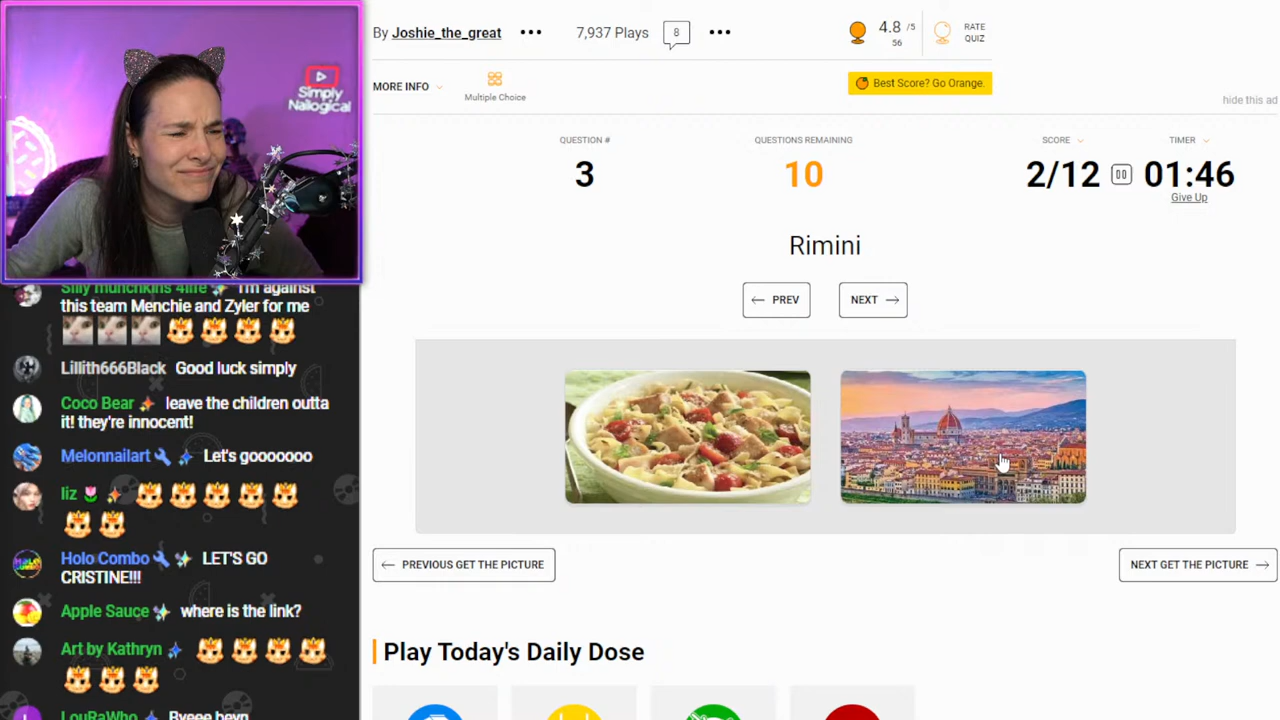 Simply
Nailogical
By Joshie_the_great
7,937 Plays
8
4.8 /5
56
RATE
QUIZ
MORE INFO
Multiple Choice
Best Score? Go Orange.
hide this ad
QUESTION #
3
QUESTIONS REMAINING
10
SCORE
2/12
TIMER
01:46
Give Up
Rimini
PREV
NEXT
PREVIOUS GET THE PICTURE
NEXT GET THE PICTURE
Play Today's Daily Dose
Silly munchkins 4life I'm against
this team Menchie and Zyler for me
Lillith666Black Good luck simply
Coco Bear leave the children outta
it! they're innocent!
Melonnailart Let's gooooooo
liz
Holo Combo LET'S GO
CRISTINE!!!
Apple Sauce where is the link?
Art by Kathryn
LouRaWho